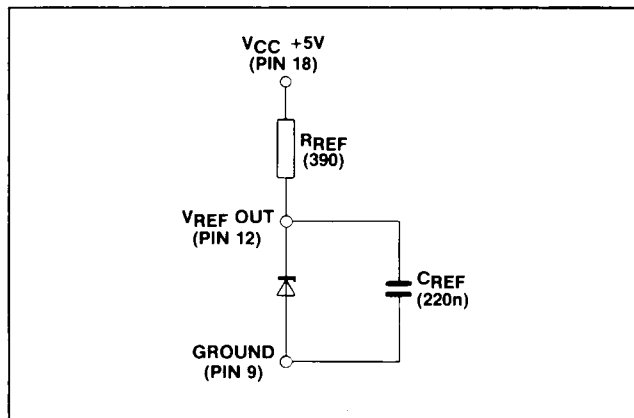 VCC +5V
(PIN 18)
RREF
(390)
VREF OUT
(PIN 12)
CREF
(220n)
GROUND
(PIN 9)